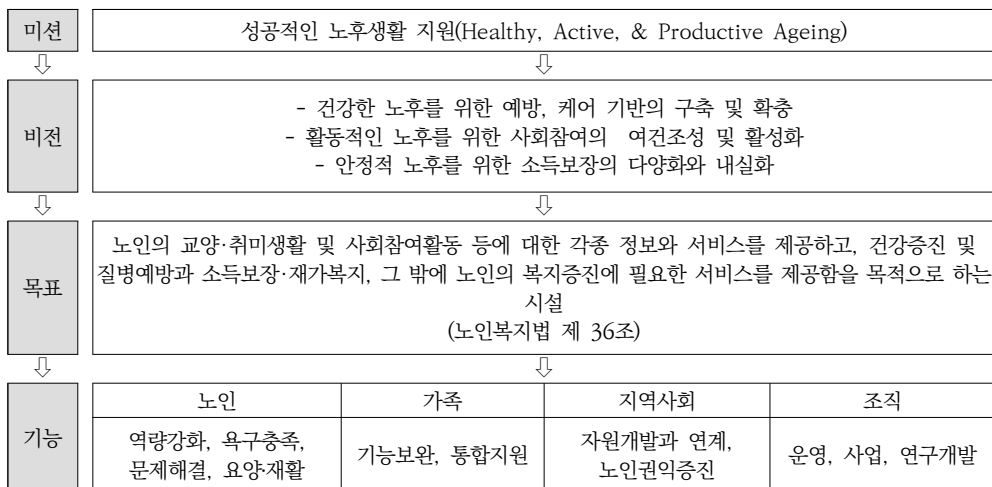 미션
성공적인 노후생활 지원(Healthy, Active, & Productive Ageing)
비전
- 건강한 노후를 위한 예방, 케어 기반의 구축 및 확충
- 활동적인 노후를 위한 사회참여의 여건조성 및 활성화
- 안정적 노후를 위한 소득보장의 다양화와 내실화
목표
노인의 교양·취미생활 및 사회참여활동 등에 대한 각종 정보와 서비스를 제공하고, 건강증진 및
질병예방과 소득보장·재가복지, 그 밖에 노인의 복지증진에 필요한 서비스를 제공함을 목적으로 하는
시설
(노인복지법 제 36조)
기능
노인 가족 지역사회 조직
역량강화, 욕구충족,
문제해결, 요양·재활
기능보완, 통합지원
자원개발과 연계,
노인권익증진
운영, 사업, 연구개발